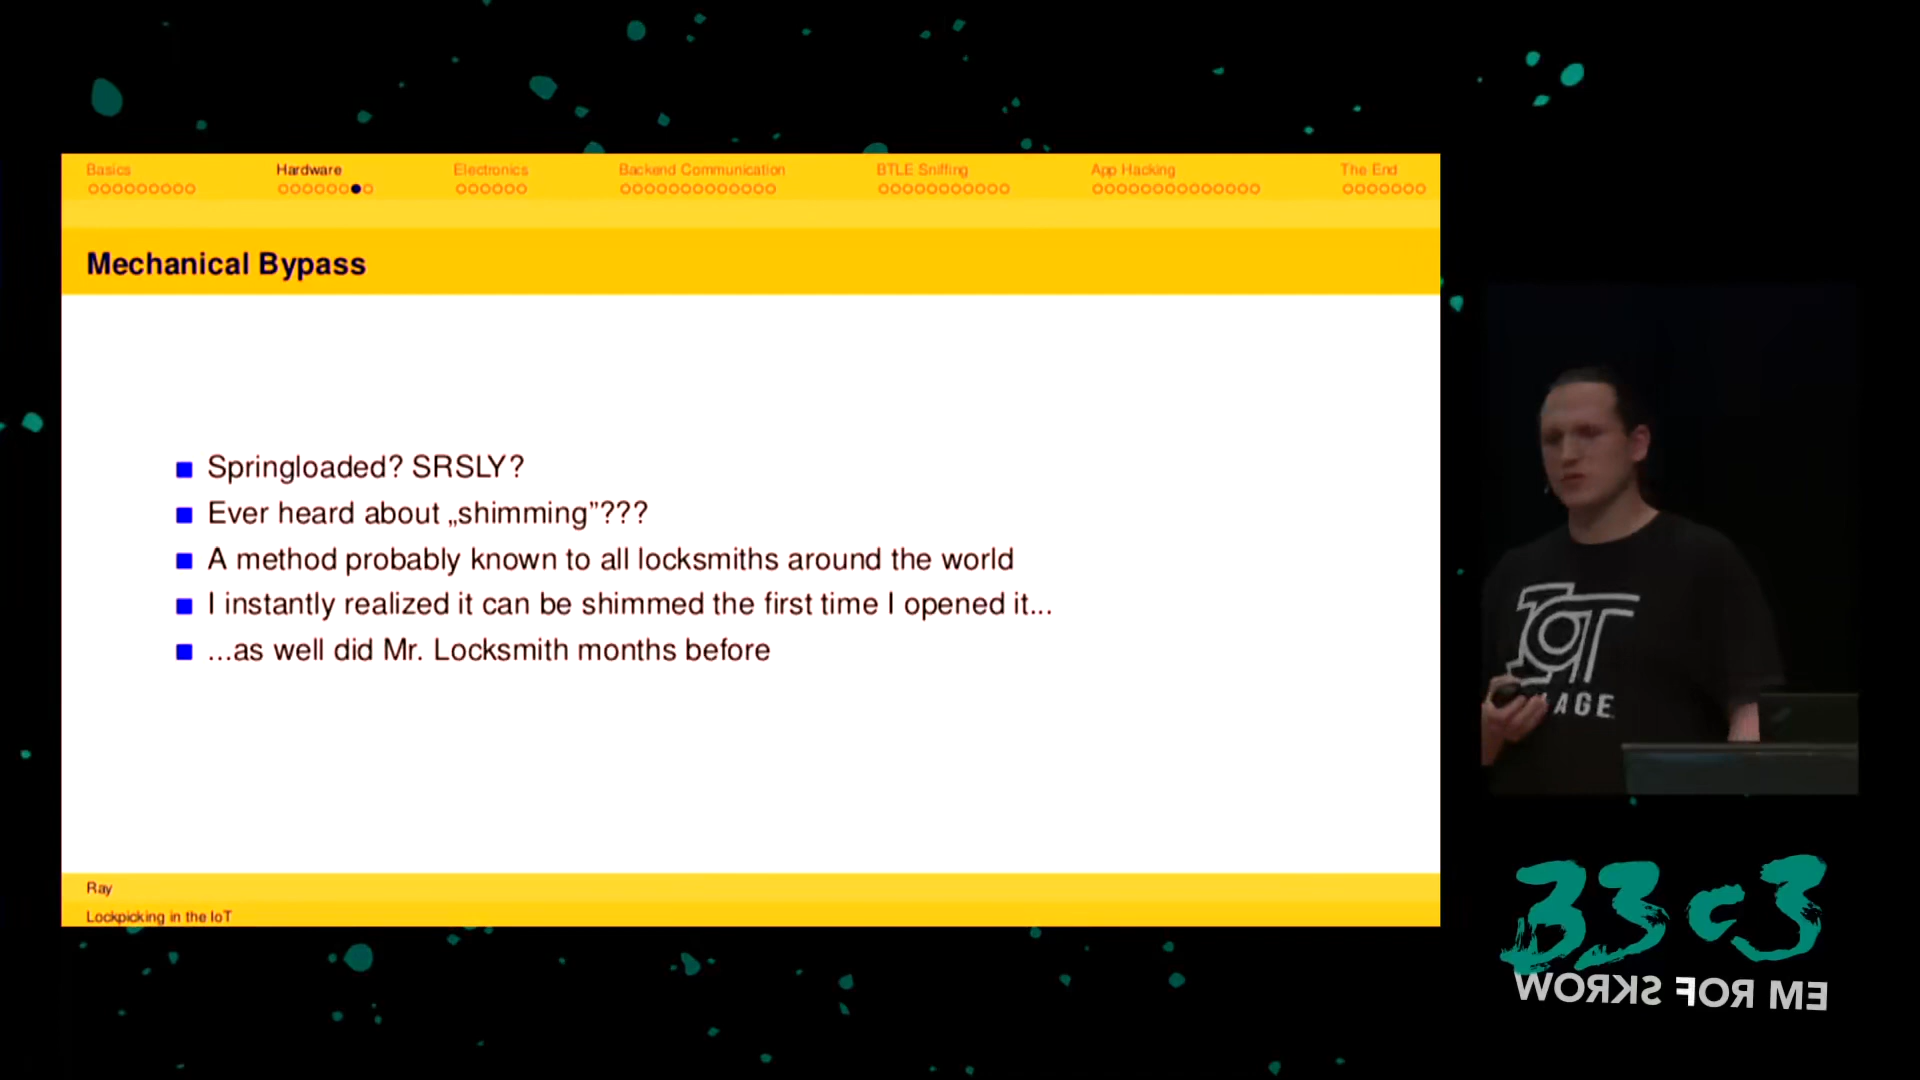 Basics
Hardware
Electronics
Backend Communication
BTLE Sniffing
App Hacking
The End
Mechanical Bypass
Springloaded? SRSLY?
Ever heard about „shimming”???
A method probably known to all locksmiths around the world
I instantly realized it can be shimmed the first time I opened it...
...as well did Mr. Locksmith months before
Ray
Lockpicking in the IoT
IOT
AGE
33c3
WORKS FOR ME